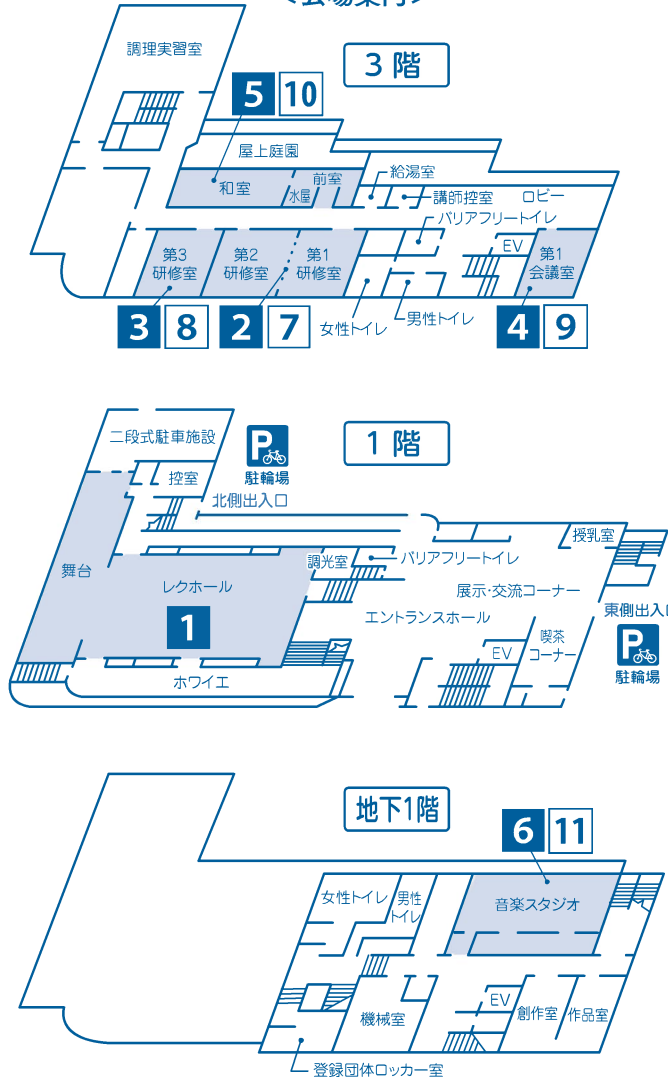 <会場案内>
3階
調理実習室
5 10
屋上庭園
和室
水屋
前室
給湯室
講師控室
ロビー
バリアフリートイレ
EV
第3
研修室
第2
研修室
第1
研修室
第1
会議室
3 8
2 7
女性トイレ
男性トイレ
4 9
1階
二段式駐車施設
P
駐輪場
控室
北側出入口
授乳室
舞台
レクホール
調光室
バリアフリートイレ
展示・交流コーナー
エントランスホール
東側出入口
1
喫茶
コーナー
EV
P
駐輪場
ホワイエ
地下1階
6 11
女性トイレ
男性
トイレ
音楽スタジオ
EV
機械室
創作室
作品室
登録団体ロッカー室